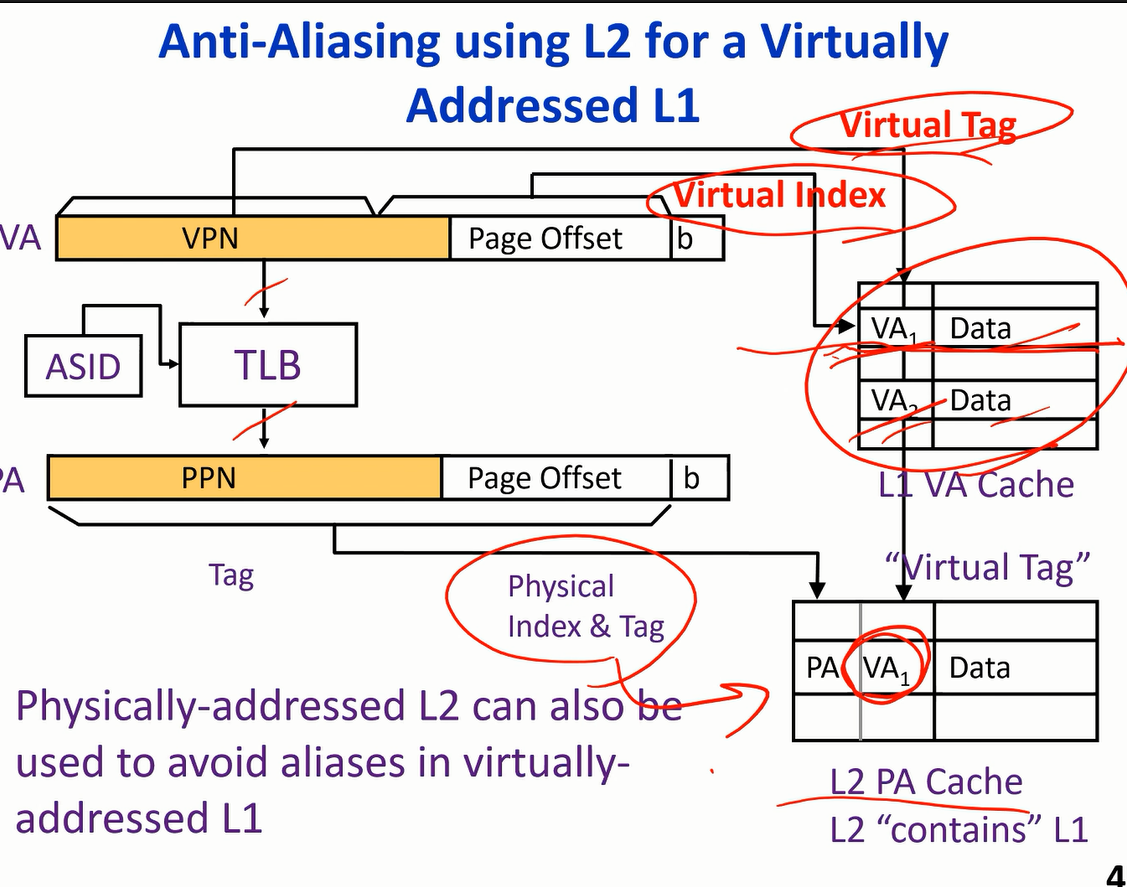 Anti-Aliasing using L2 for a Virtually
Addressed L1
Virtual Tag
Virtual Index
VA
VPN
Page Offset
b
VA1
Data
ASID
TLB
VA2
Data
PA
PPN
Page Offset
b
L1 VA Cache
"Virtual Tag"
Tag
Physical
Index & Tag
PA
VA1
Data
Physically-addressed L2 can also be
used to avoid aliases in virtually-
addressed L1
L2 PA Cache
L2 "contains" L1
4